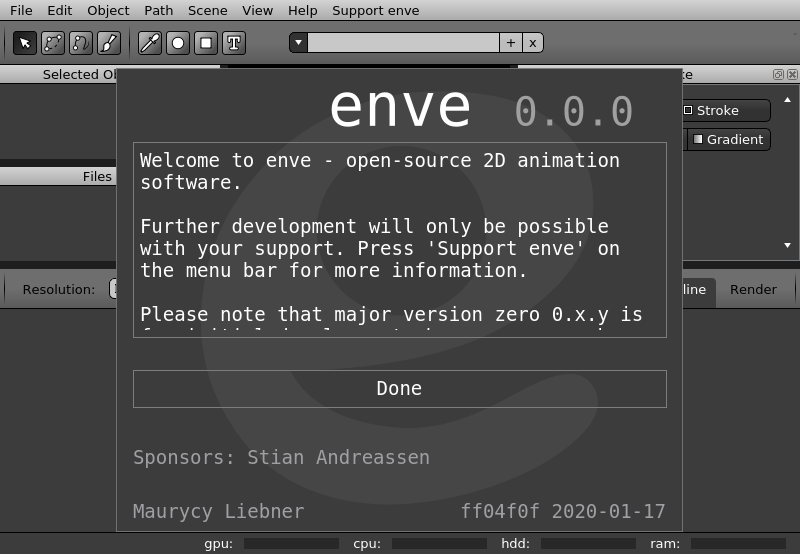 File Edit Object Path Scene View Help Support enve
+ x
Selected
Stroke
Gradient
Files
Resolution:
Render
enve 0.0.0
Welcome to enve - open-source 2D animation
software.
Further development will only be possible
with your support. Press 'Support enve' on
the menu bar for more information.
Please note that major version zero 0.x.y is
Done
Sponsors: Stian Andreassen
Maurycy Liebner ff04f0f 2020-01-17
gpu: cpu: hdd: ram: